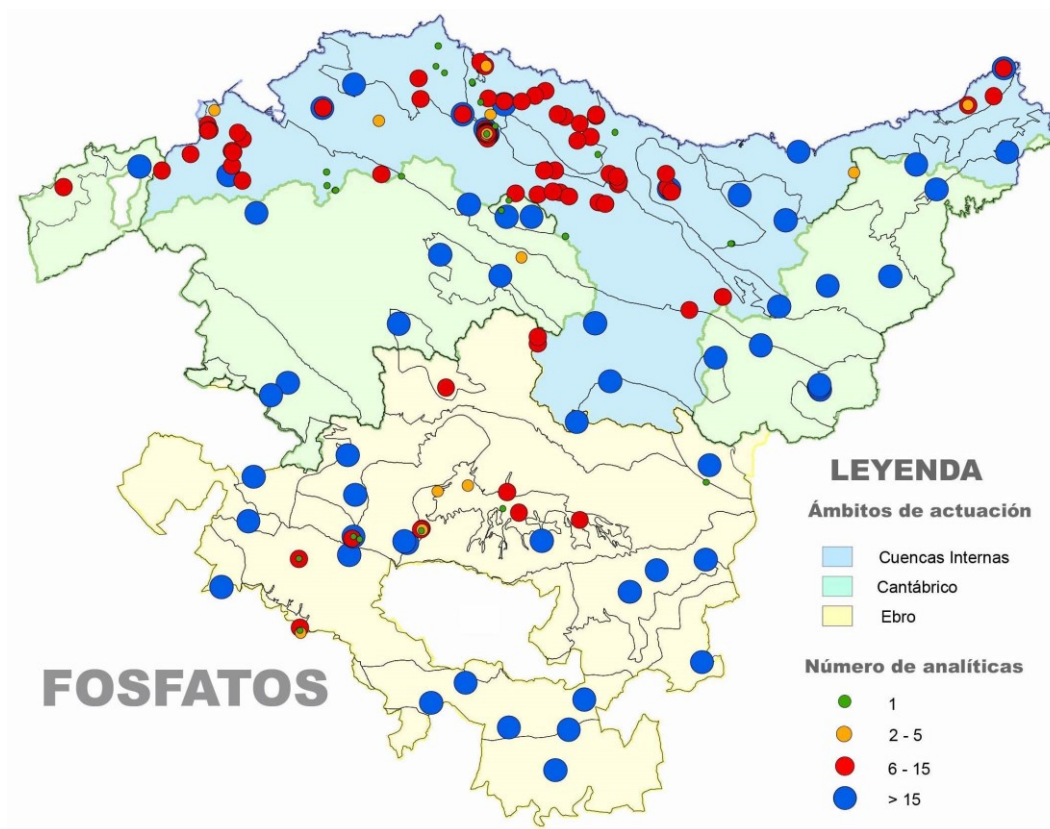 LEYENDA
Ámbitos de actuación
Cuencas Internas
Cantábrico
Ebro
FOSFATOS
Número de analíticas
1
2 - 5
6 - 15
> 15